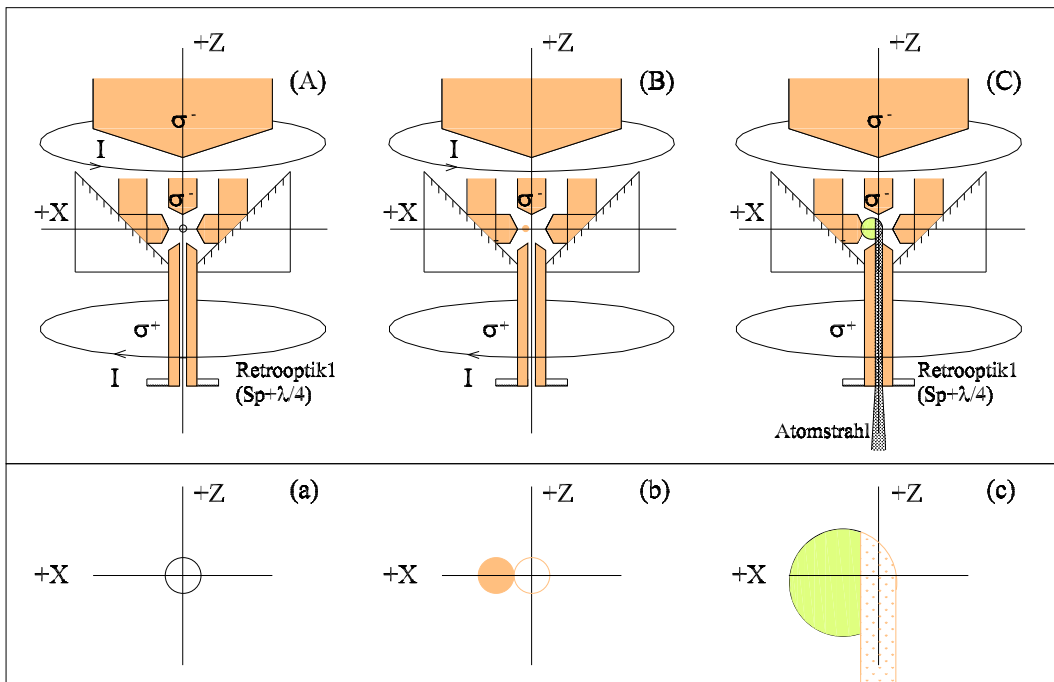 +Z
(A)
σ-
I
σ-
+X
σ+
I
Retrooptik1
(Sp+λ/4)
+Z
(B)
σ-
I
σ-
+X
σ+
I
+Z
(C)
σ-
σ-
+X
σ+
Retrooptik1
(Sp+λ/4)
Atomstrahl
+Z
(a)
+X
+Z
(b)
+X
+Z
(c)
+X